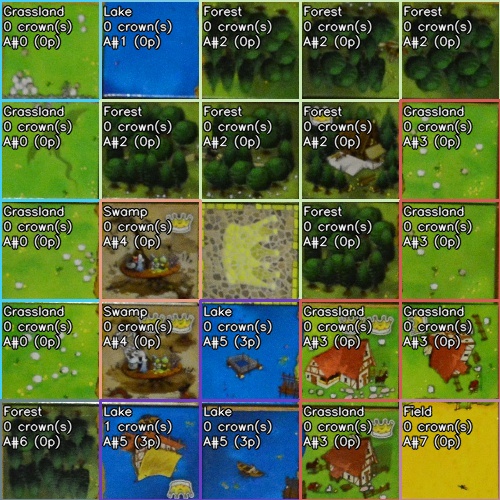 Grassland
0 crown(s)
A#0 (0p)
Lake
0 crown(s)
A#1 (0p)
Forest
0 crown(s)
A#2 (0p)
Forest
0 crown(s)
A#2 (0p)
Forest
0 crown(s)
A#2 (0p)
Grassland
0 crown(s)
A#0 (0p)
Forest
0 crown(s)
A#2 (0p)
Forest
0 crown(s)
A#2 (0p)
Forest
0 crown(s)
A#2 (0p)
Grassland
0 crown(s)
A#3 (0p)
Grassland
0 crown(s)
A#0 (0p)
Swamp
0 crown(s)
A#4 (0p)
Forest
0 crown(s)
A#2 (0p)
Grassland
0 crown(s)
A#3 (0p)
Grassland
0 crown(s)
A#0 (0p)
Swamp
0 crown(s)
A#4 (0p)
Lake
0 crown(s)
A#5 (3p)
Grassland
0 crown(s)
A#3 (0p)
Grassland
0 crown(s)
A#3 (0p)
Forest
0 crown(s)
A#6 (0p)
Lake
1 crown(s)
A#5 (3p)
Lake
0 crown(s)
A#5 (3p)
Grassland
0 crown(s)
A#3 (0p)
Field
0 crown(s)
A#7 (0p)